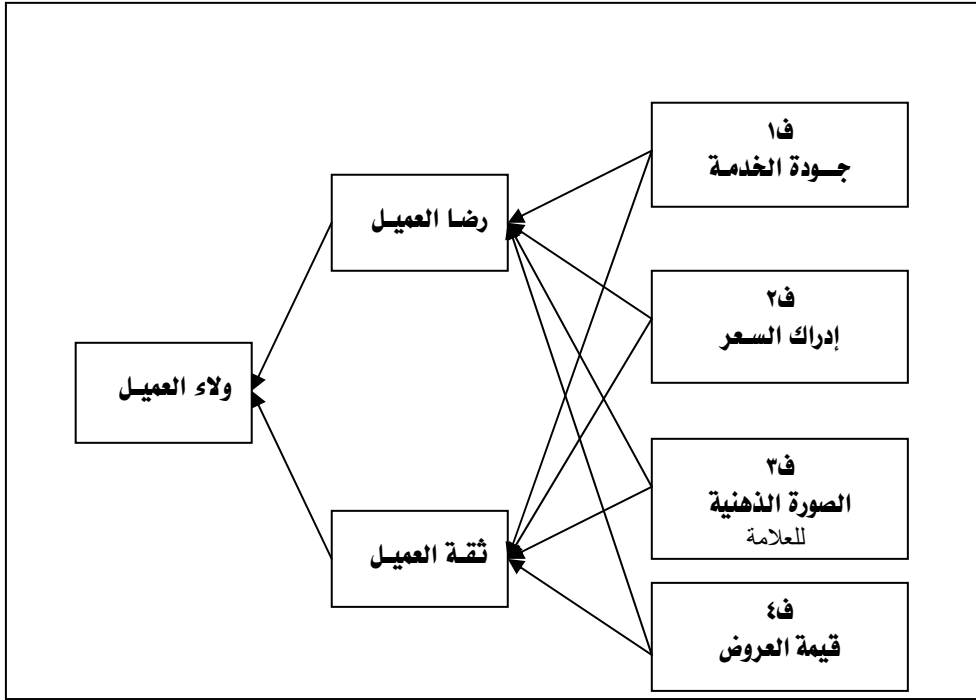 ف١
جودة الخدمة
رضا العميل
ف٢
إدراك السعر
ولاء العميل
ف٣
الصورة الذهنية
للعلامة
ثقة العميل
ف٤
قيمة العروض